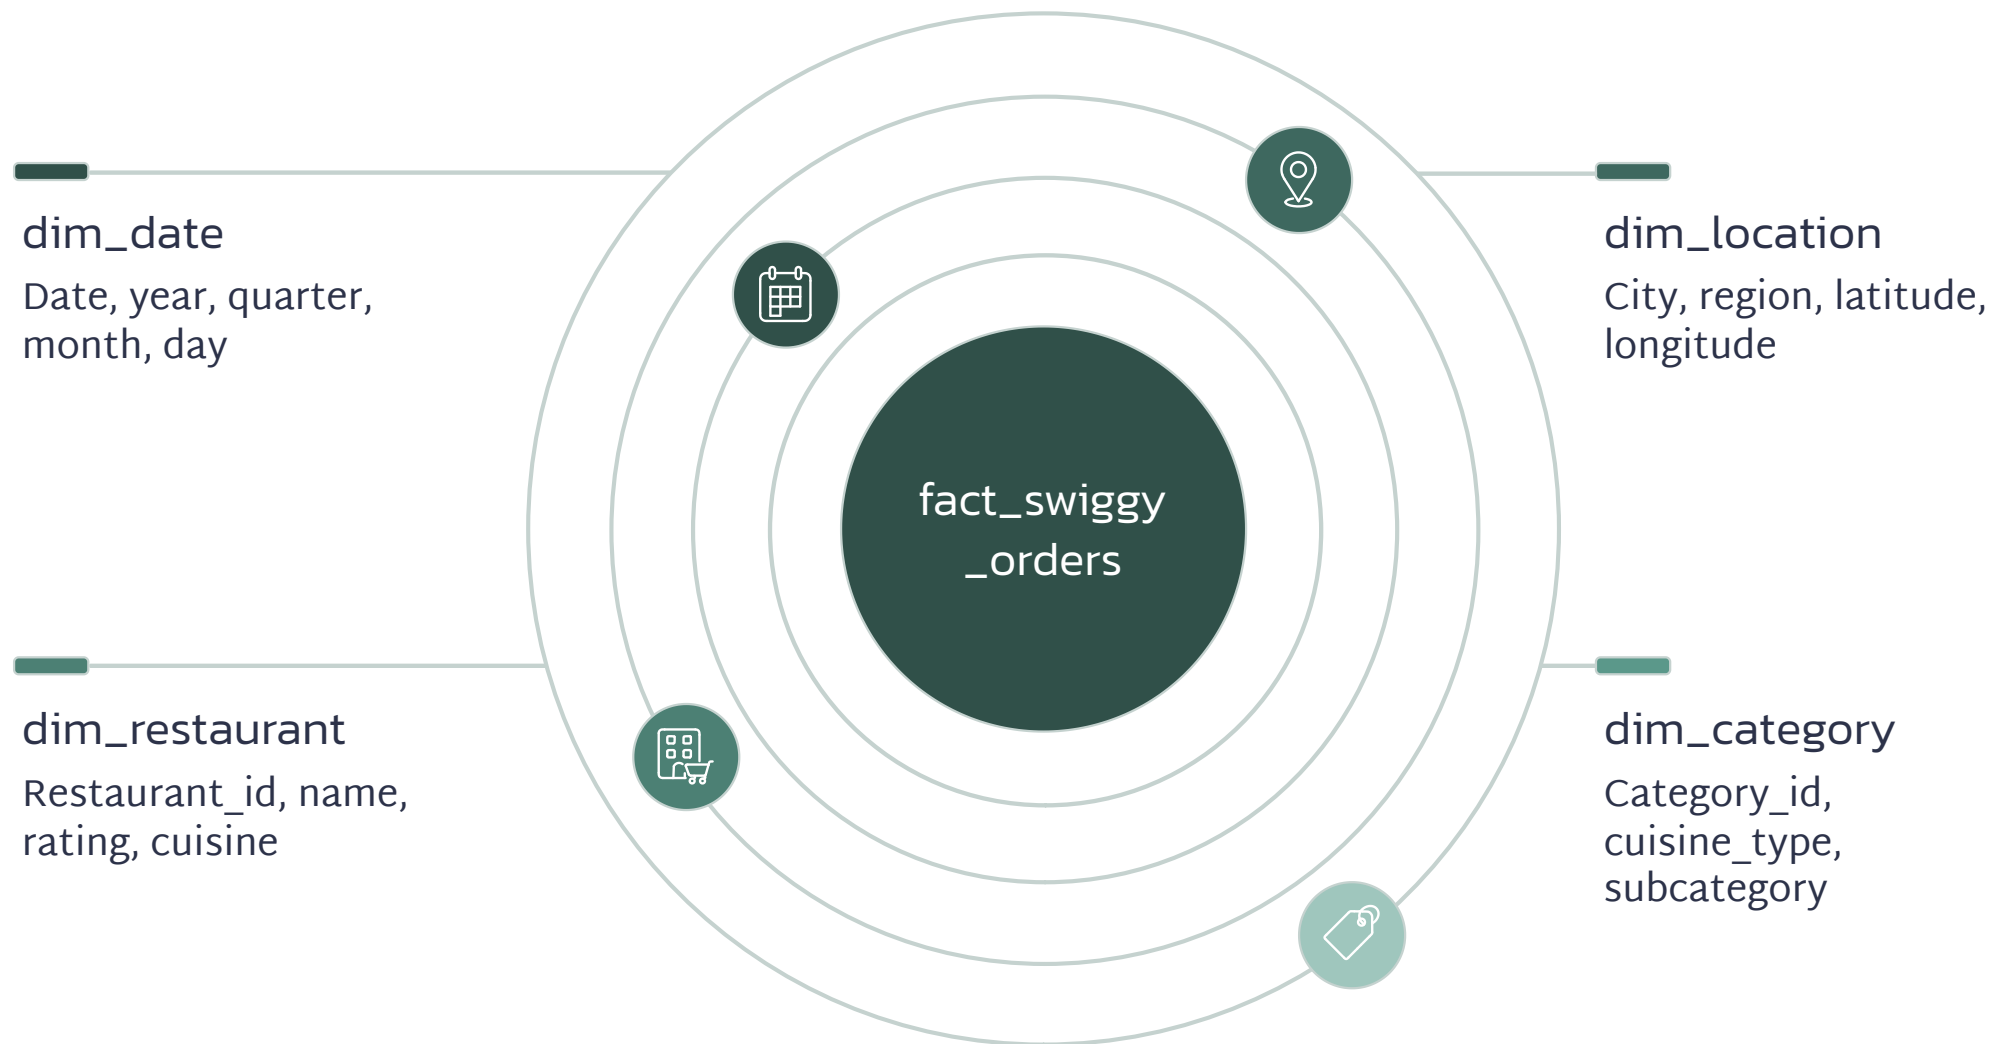 dim_date
Date, year, quarter,
month, day
dim_location
City, region, latitude,
longitude
fact_swiggy
_orders
dim_restaurant
Restaurant_id, name,
rating, cuisine
dim_category
Category_id,
cuisine_type,
subcategory